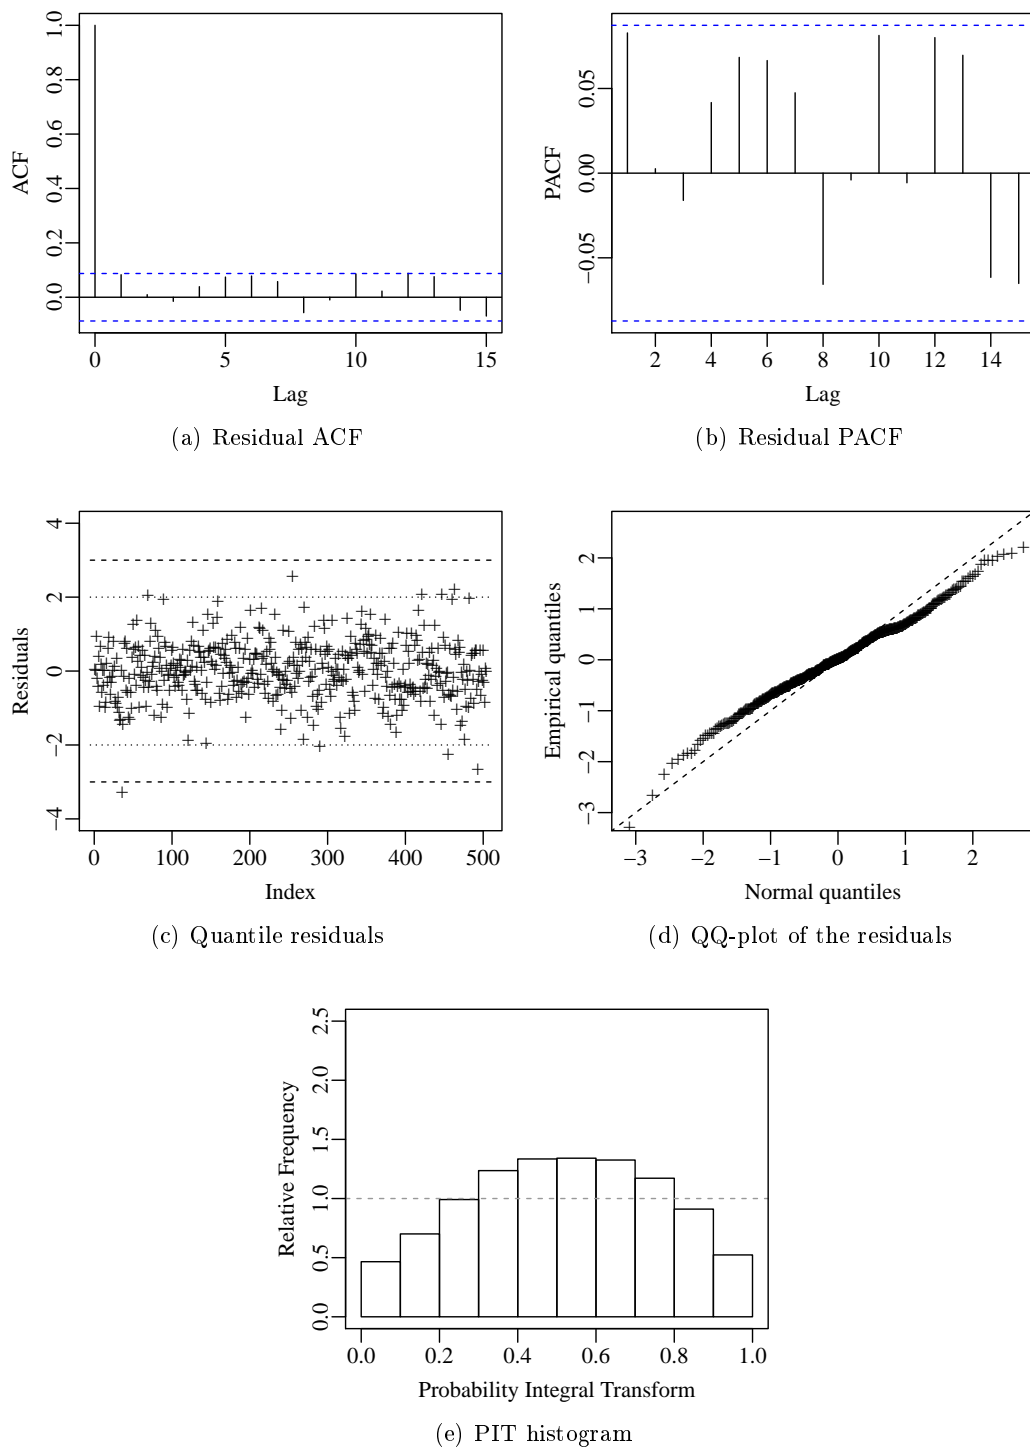 ACF
0.0 0.2 0.4 0.6 0.8 1.0
0 5 10 15
Lag
(a) Residual ACF
PACF
−0.05 0.00 0.05
2 4 6 8 10 12 14
Lag
(b) Residual PACF
Residuals
−4 −2 0 2 4
0 100 200 300 400 500
Index
(c) Quantile residuals
Empirical quantiles
−3 −2 −1 0 1 2
−3 −2 −1 0 1 2
Normal quantiles
(d) QQ-plot of the residuals
Relative Frequency
0.0 0.5 1.0 1.5 2.0 2.5
0.0 0.2 0.4 0.6 0.8 1.0
Probability Integral Transform
(e) PIT histogram